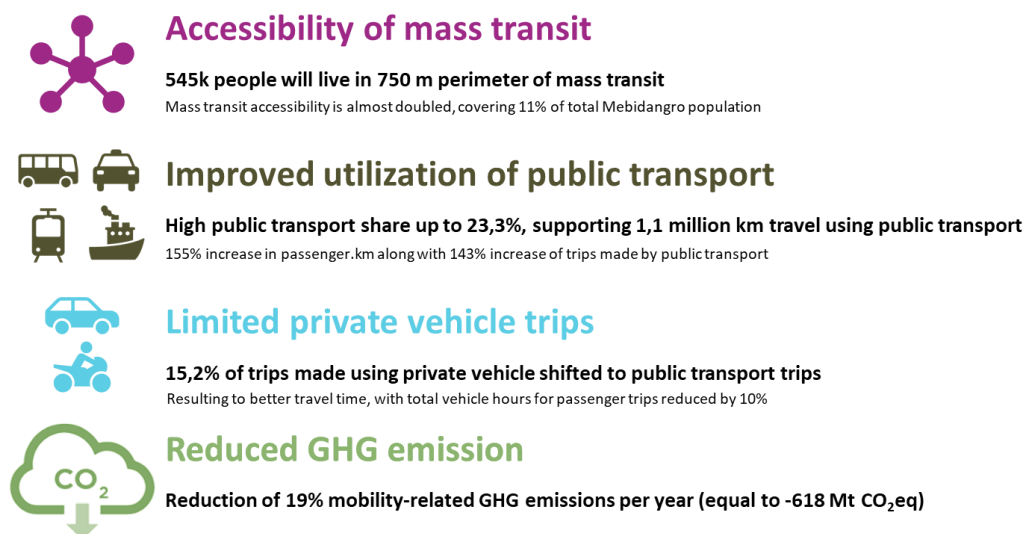 Accessibility of mass transit
545k people will live in 750 m perimeter of mass transit
Mass transit accessibility is almost doubled, covering 11% of total Mebidangro population
Improved utilization of public transport
High public transport share up to 23,3%, supporting 1,1 million km travel using public transport
155% increase in passenger.km along with 143% increase of trips made by public transport
Limited private vehicle trips
15,2% of trips made using private vehicle shifted to public transport trips
Resulting to better travel time, with total vehicle hours for passenger trips reduced by 10%
CO₂
Reduced GHG emission
Reduction of 19% mobility-related GHG emissions per year (equal to -618 Mt CO₂eq)